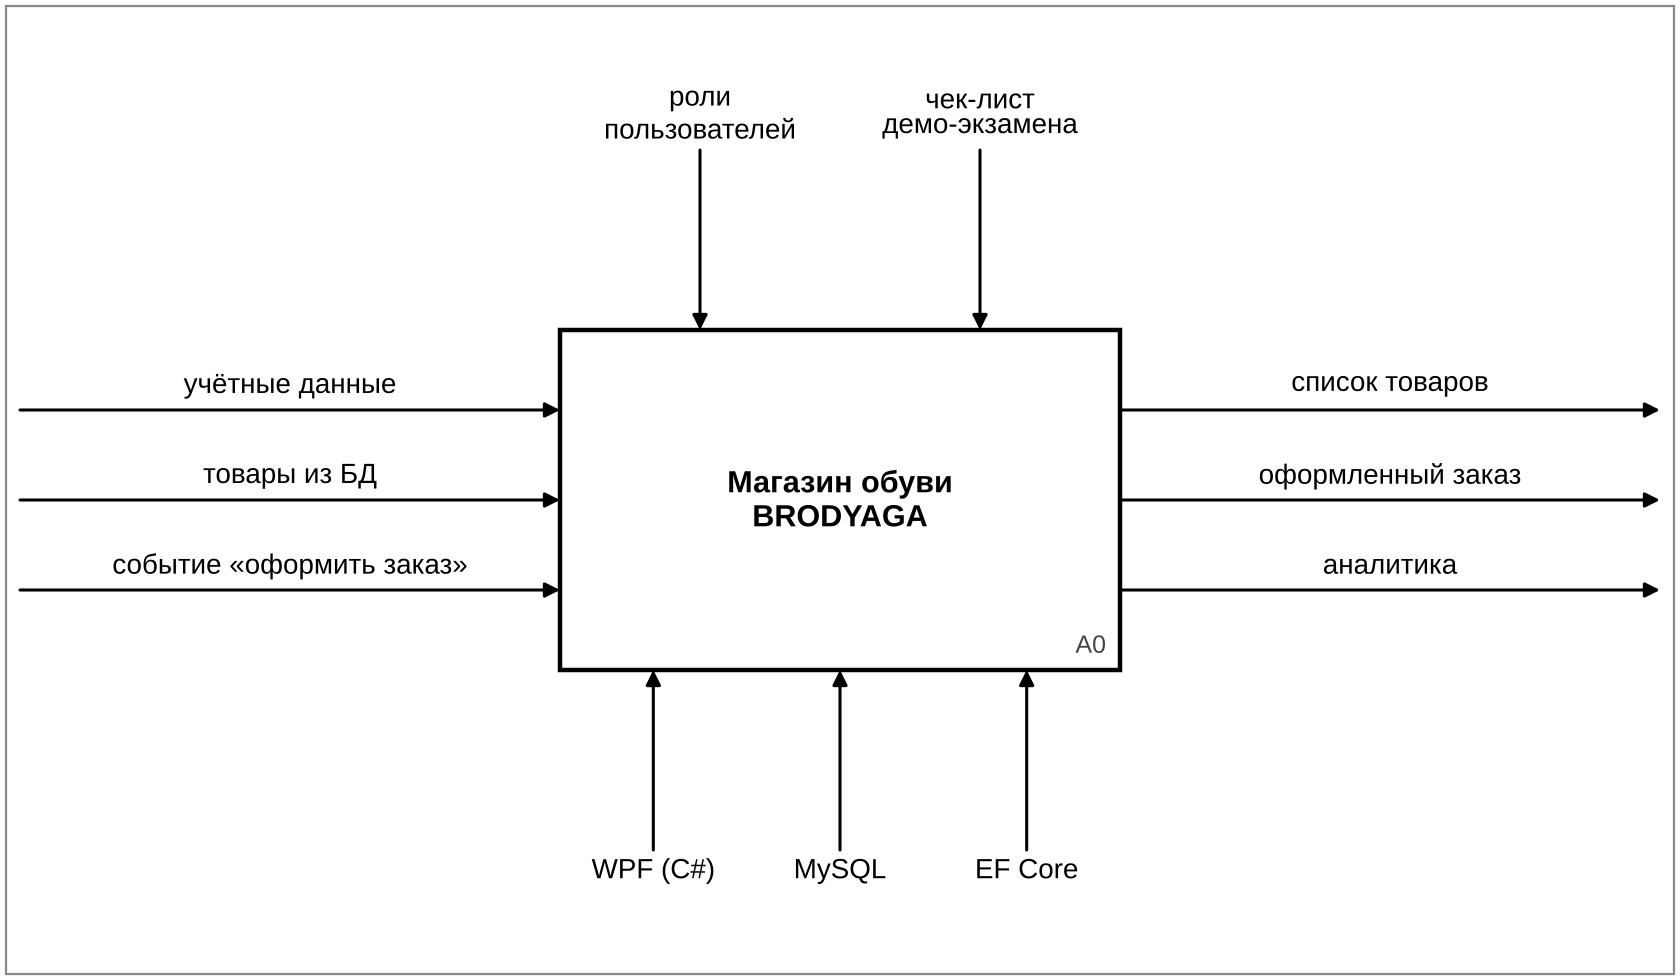 роли
пользователей
чек-лист
демо-экзамена
учётные данные
товары из БД
событие «оформить заказ»
Магазин обуви
BRODYAGA
A0
список товаров
оформленный заказ
аналитика
WPF (C#)
MySQL
EF Core